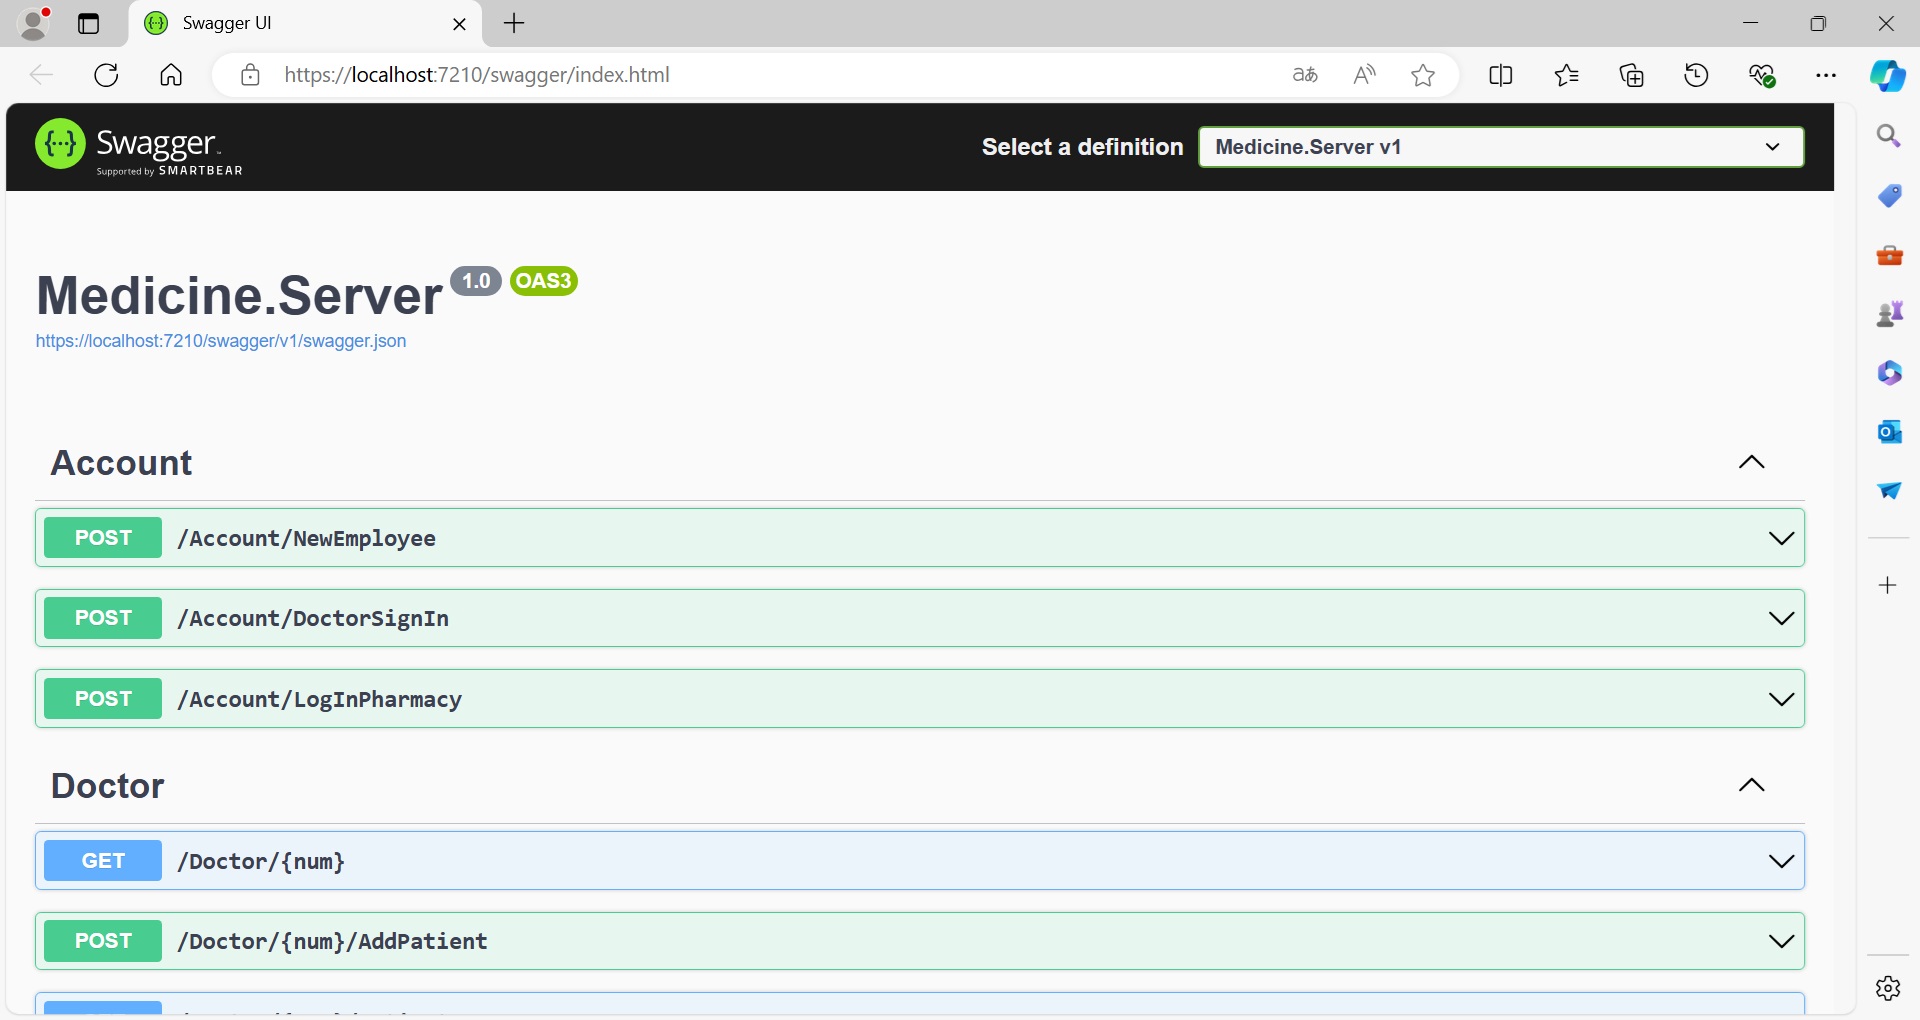 Swagger UI
https://localhost:7210/swagger/index.html
Swagger
Supported by SMARTBEAR
Select a definition
Medicine.Server v1
Medicine.Server 1.0 OAS3
https://localhost:7210/swagger/v1/swagger.json
Account
POST /Account/NewEmployee
POST /Account/DoctorSignIn
POST /Account/LogInPharmacy
Doctor
GET /Doctor/{num}
POST /Doctor/{num}/AddPatient